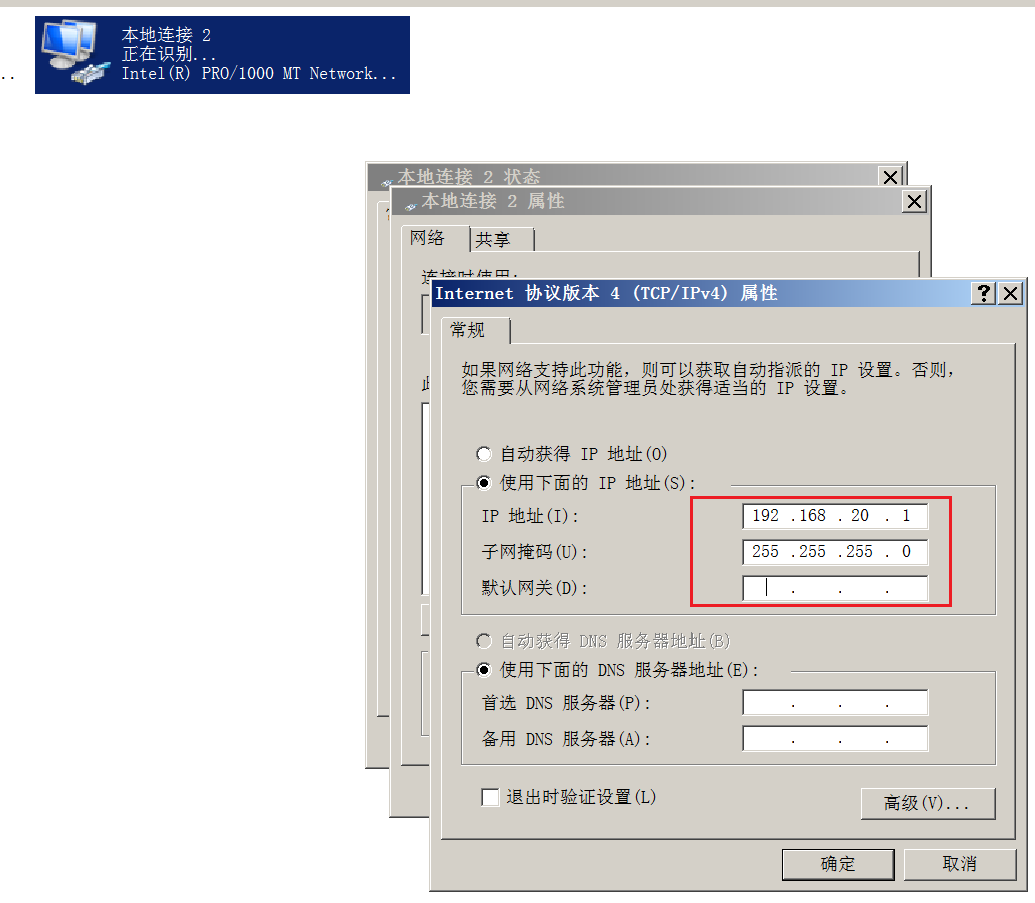 ..
本地连接 2
正在识别...
Intel(R) PRO/1000 MT Network...
本地连接 2 状态
本地连接 2 属性
网络
共享
连接时使用:
Internet 协议版本 4 (TCP/IPv4) 属性
常规
如果网络支持此功能，则可以获取自动指派的 IP 设置。否则，
您需要从网络系统管理员处获得适当的 IP 设置。
自动获得 IP 地址(O)
使用下面的 IP 地址(S):
IP 地址(I): 192 .168 . 20 . 1
子网掩码(U): 255 .255 .255 . 0
默认网关(D): . . .
自动获得 DNS 服务器地址(B)
使用下面的 DNS 服务器地址(E):
首选 DNS 服务器(P): . . .
备用 DNS 服务器(A): . . .
退出时验证设置(L)
高级(V)...
确定
取消